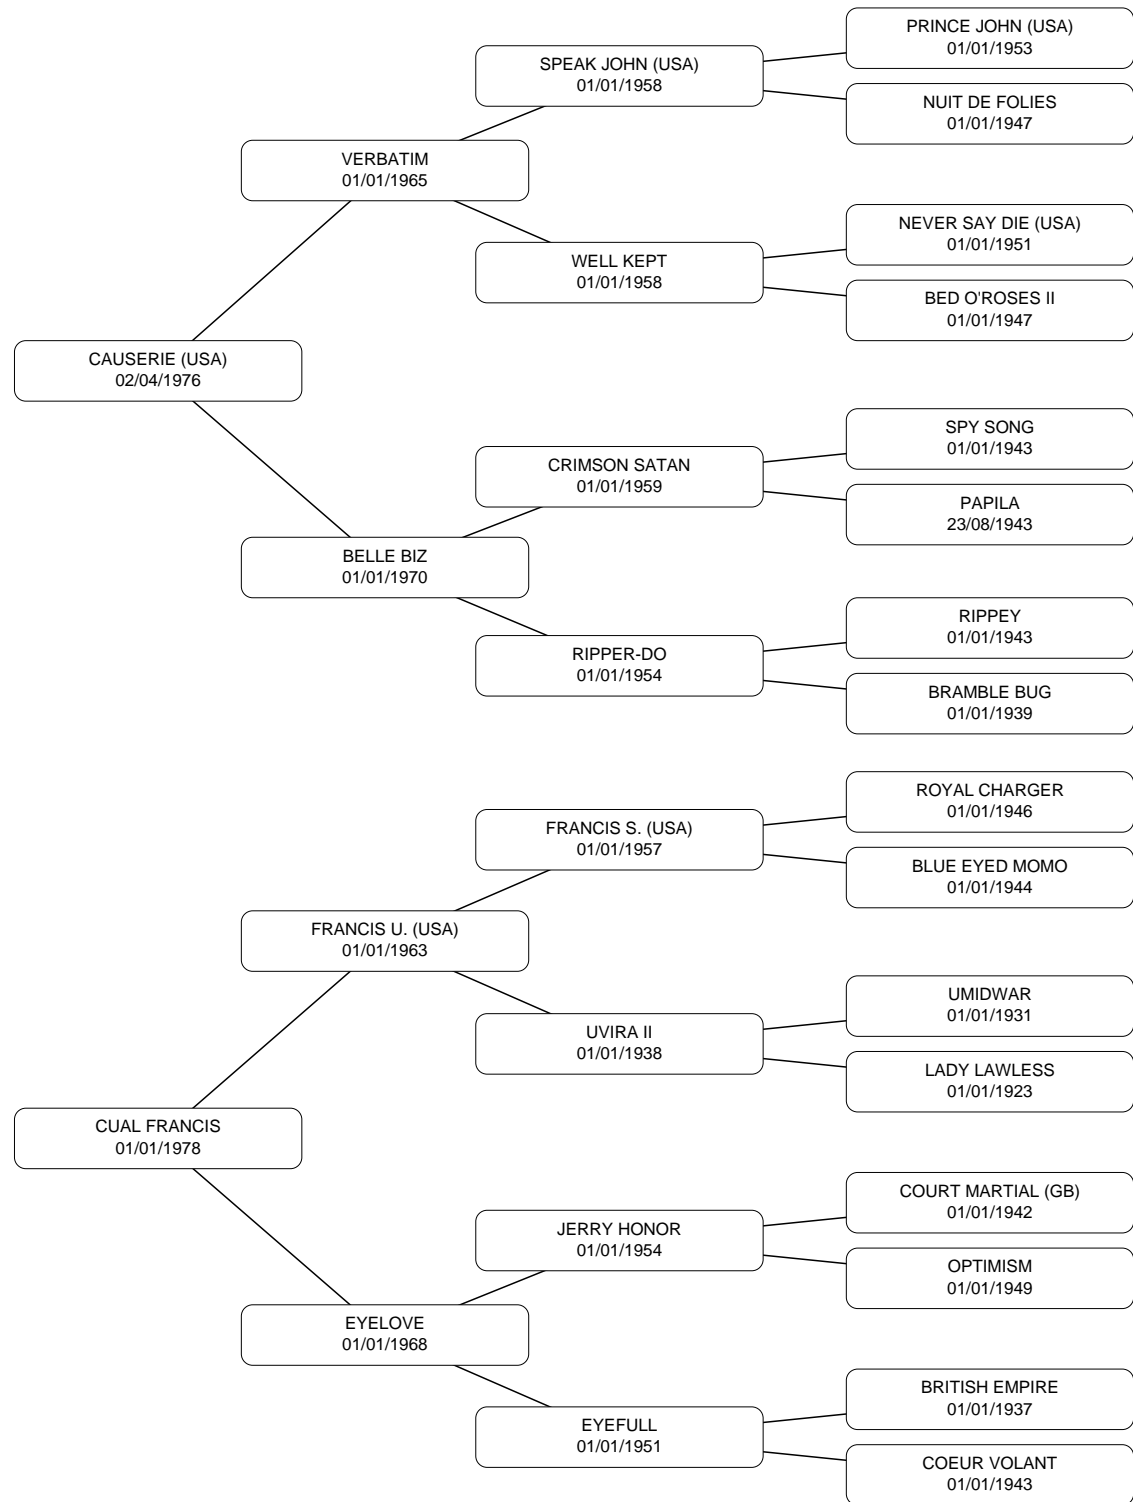 PRINCE JOHN (USA)
01/01/1953
SPEAK JOHN (USA)
01/01/1958
NUIT DE FOLIES
01/01/1947
VERBATIM
01/01/1965
NEVER SAY DIE (USA)
01/01/1951
WELL KEPT
01/01/1958
BED O'ROSES II
01/01/1947
CAUSERIE (USA)
02/04/1976
SPY SONG
01/01/1943
CRIMSON SATAN
01/01/1959
PAPILA
23/08/1943
BELLE BIZ
01/01/1970
RIPPEY
01/01/1943
RIPPER-DO
01/01/1954
BRAMBLE BUG
01/01/1939
ROYAL CHARGER
01/01/1946
FRANCIS S. (USA)
01/01/1957
BLUE EYED MOMO
01/01/1944
FRANCIS U. (USA)
01/01/1963
UMIDWAR
01/01/1931
UVIRA II
01/01/1938
LADY LAWLESS
01/01/1923
CUAL FRANCIS
01/01/1978
COURT MARTIAL (GB)
01/01/1942
JERRY HONOR
01/01/1954
OPTIMISM
01/01/1949
EYELOVE
01/01/1968
BRITISH EMPIRE
01/01/1937
EYEFULL
01/01/1951
COEUR VOLANT
01/01/1943